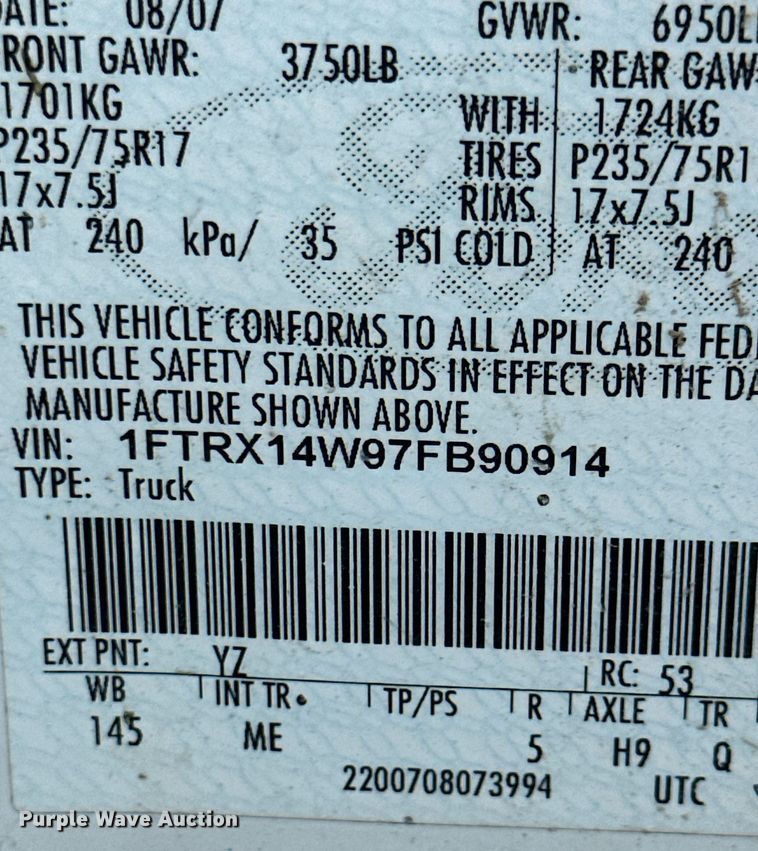 DATE: 08/07 GVWR: 6950L
FRONT GAWR: 3750LB REAR GAW
1701KG WITH 1724KG
P235/75R17 TIRES P235/75R1
17x7.5J RIMS 17x7.5J
AT 240 kPa/ 35 PSI COLD AT 240
THIS VEHICLE CONFORMS TO ALL APPLICABLE FED
VEHICLE SAFETY STANDARDS IN EFFECT ON THE DA
MANUFACTURE SHOWN ABOVE.
VIN: 1FTRX14W97FB90914
TYPE: Truck
EXT PNT: YZ RC: 53
WB INT TR TP/PS R AXLE TR
145 ME 5 H9 Q
2200708073994 UTC
Purple Wave Auction